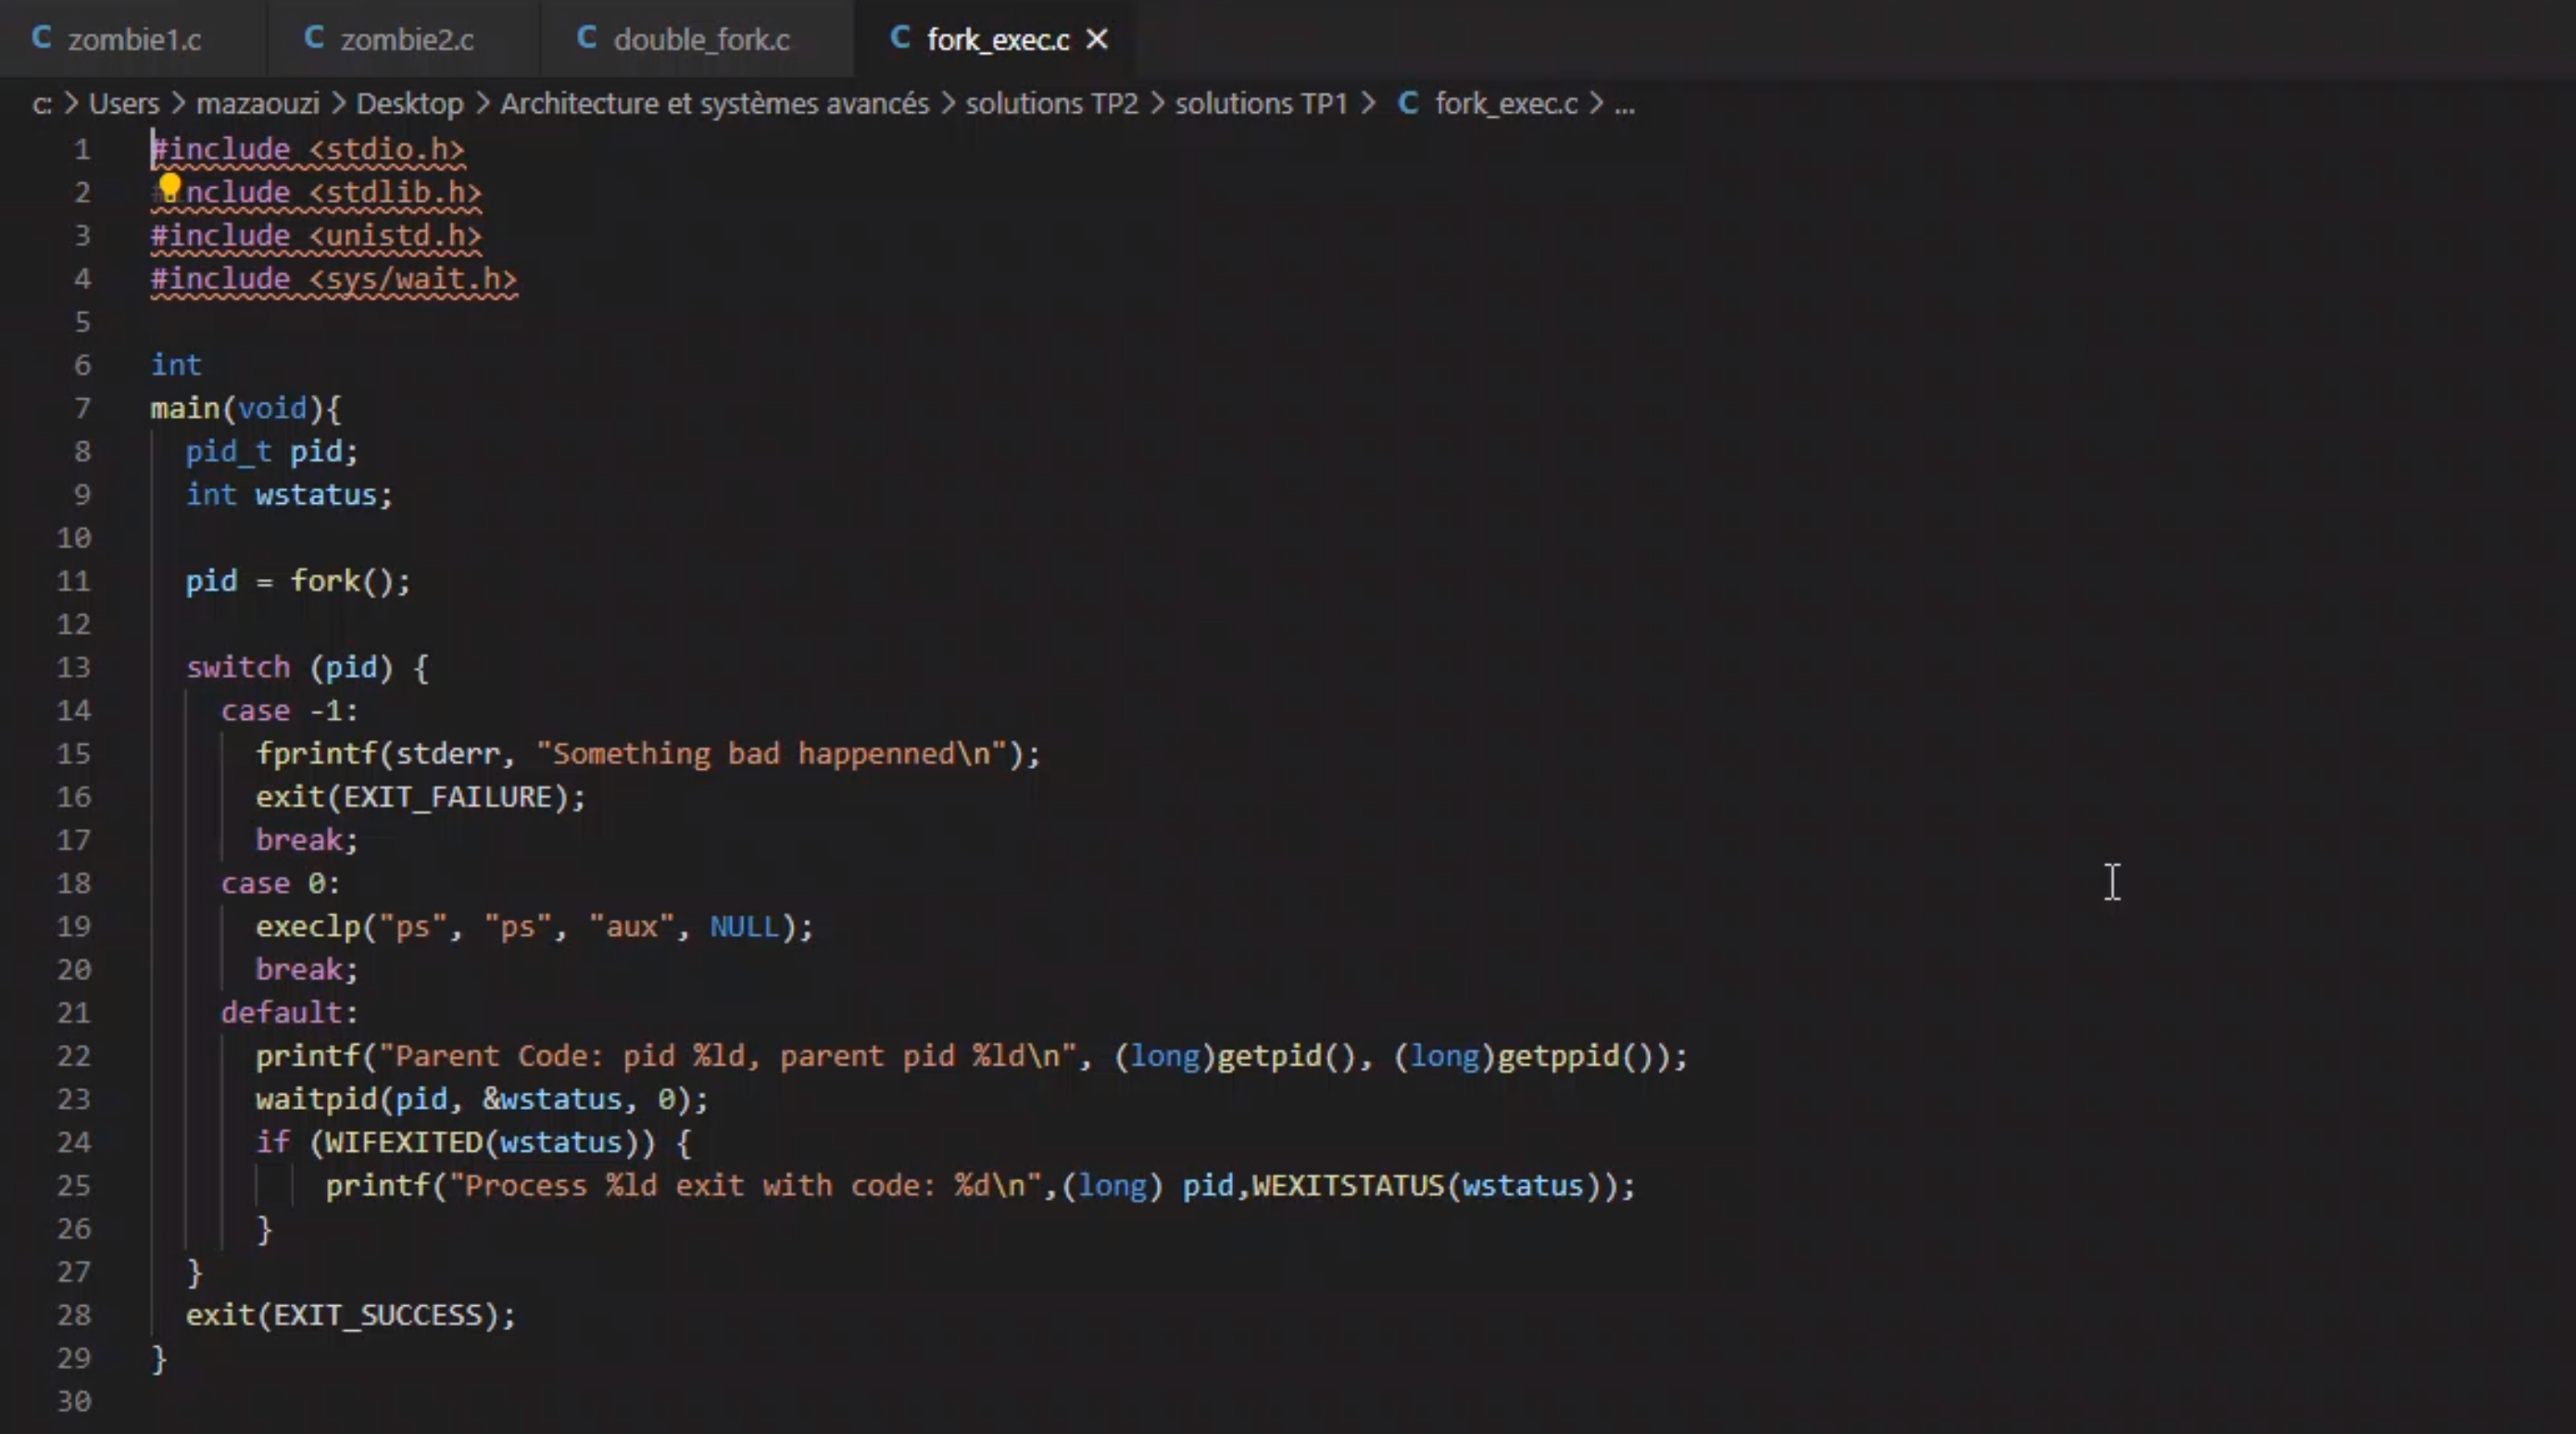 C zombie1.c C zombie2.c C double_fork.c C fork_exec.c ✕
c: > Users > mazaouzi > Desktop > Architecture et systèmes avancés > solutions TP2 > solutions TP1 > C fork_exec.c > ...
1 #include <stdio.h>
2 nclude <stdlib.h>
3 #include <unistd.h>
4 #include <sys/wait.h>
5
6 int
7 main(void){
8 pid_t pid;
9 int wstatus;
10
11 pid = fork();
12
13 switch (pid) {
14 case -1:
15 fprintf(stderr, "Something bad happenned\n");
16 exit(EXIT_FAILURE);
17 break;
18 case 0:
19 execlp("ps", "ps", "aux", NULL);
20 break;
21 default:
22 printf("Parent Code: pid %ld, parent pid %ld\n", (long)getpid(), (long)getppid());
23 waitpid(pid, &wstatus, 0);
24 if (WIFEXITED(wstatus)) {
25 printf("Process %ld exit with code: %d\n",(long) pid,WEXITSTATUS(wstatus));
26 }
27 }
28 exit(EXIT_SUCCESS);
29 }
30